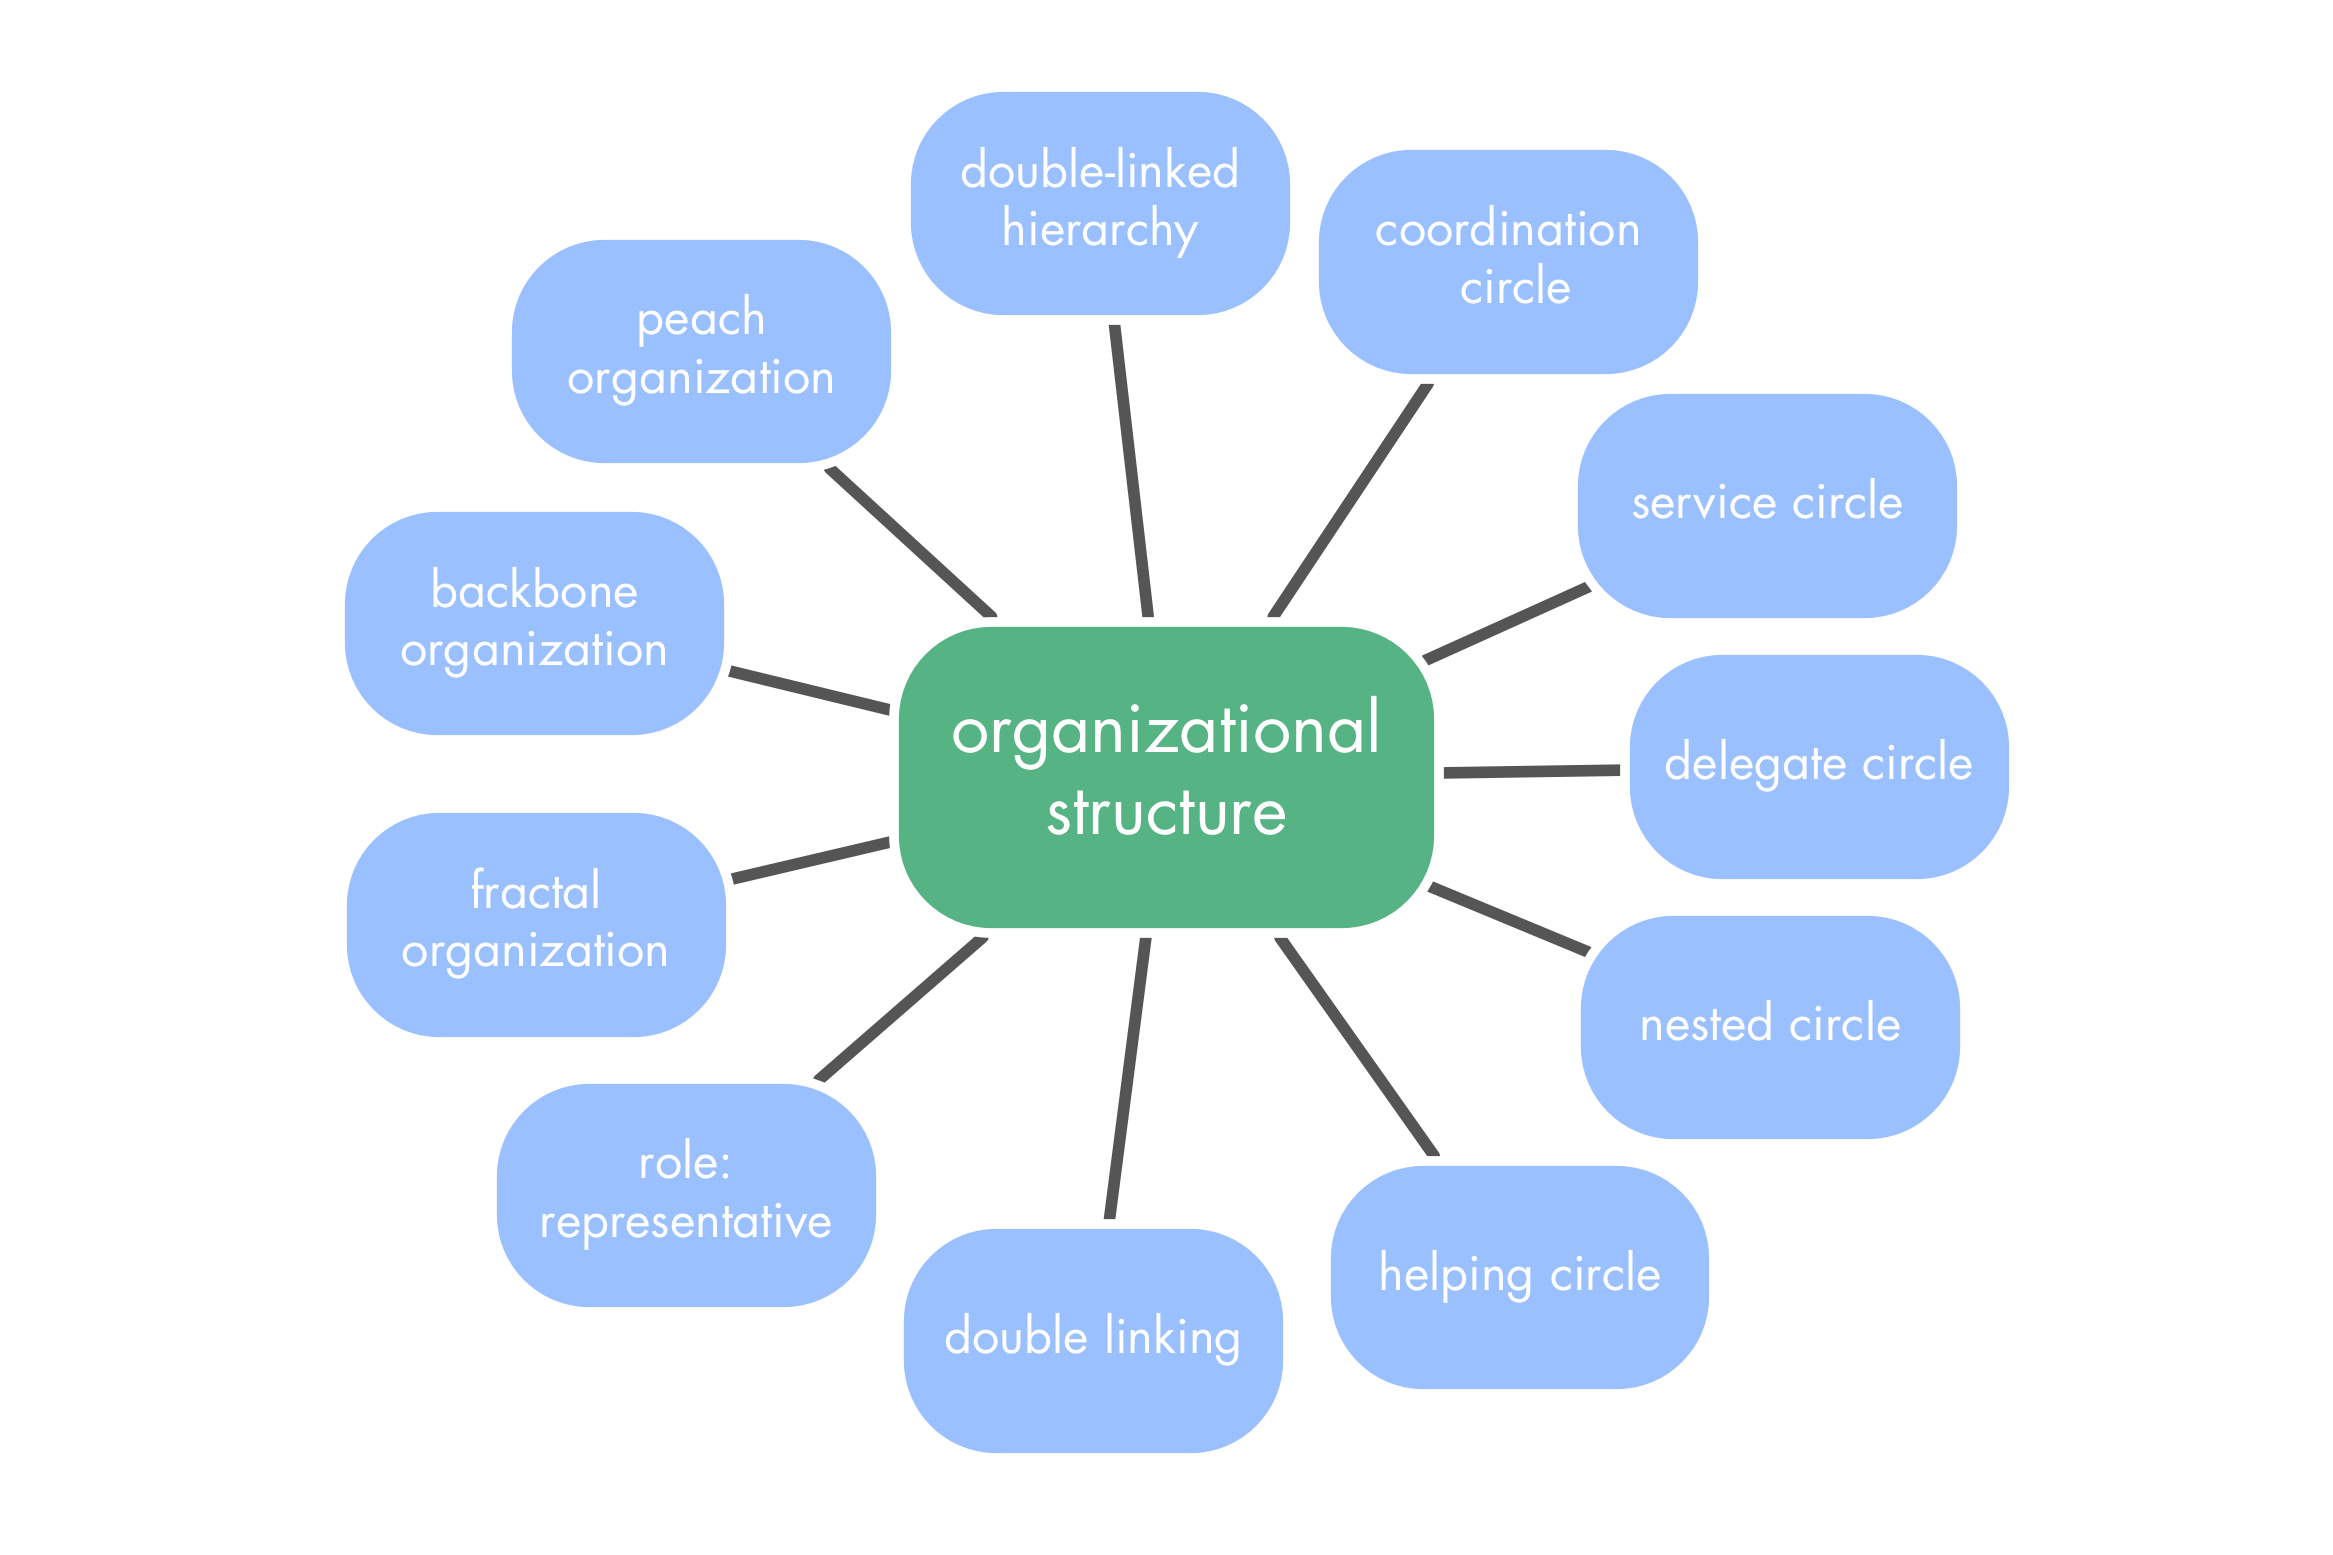 double-linked
hierarchy
coordination
circle
peach
organization
service circle
backbone
organization
organizational
structure
delegate circle
fractal
organization
nested circle
role:
representative
helping circle
double linking